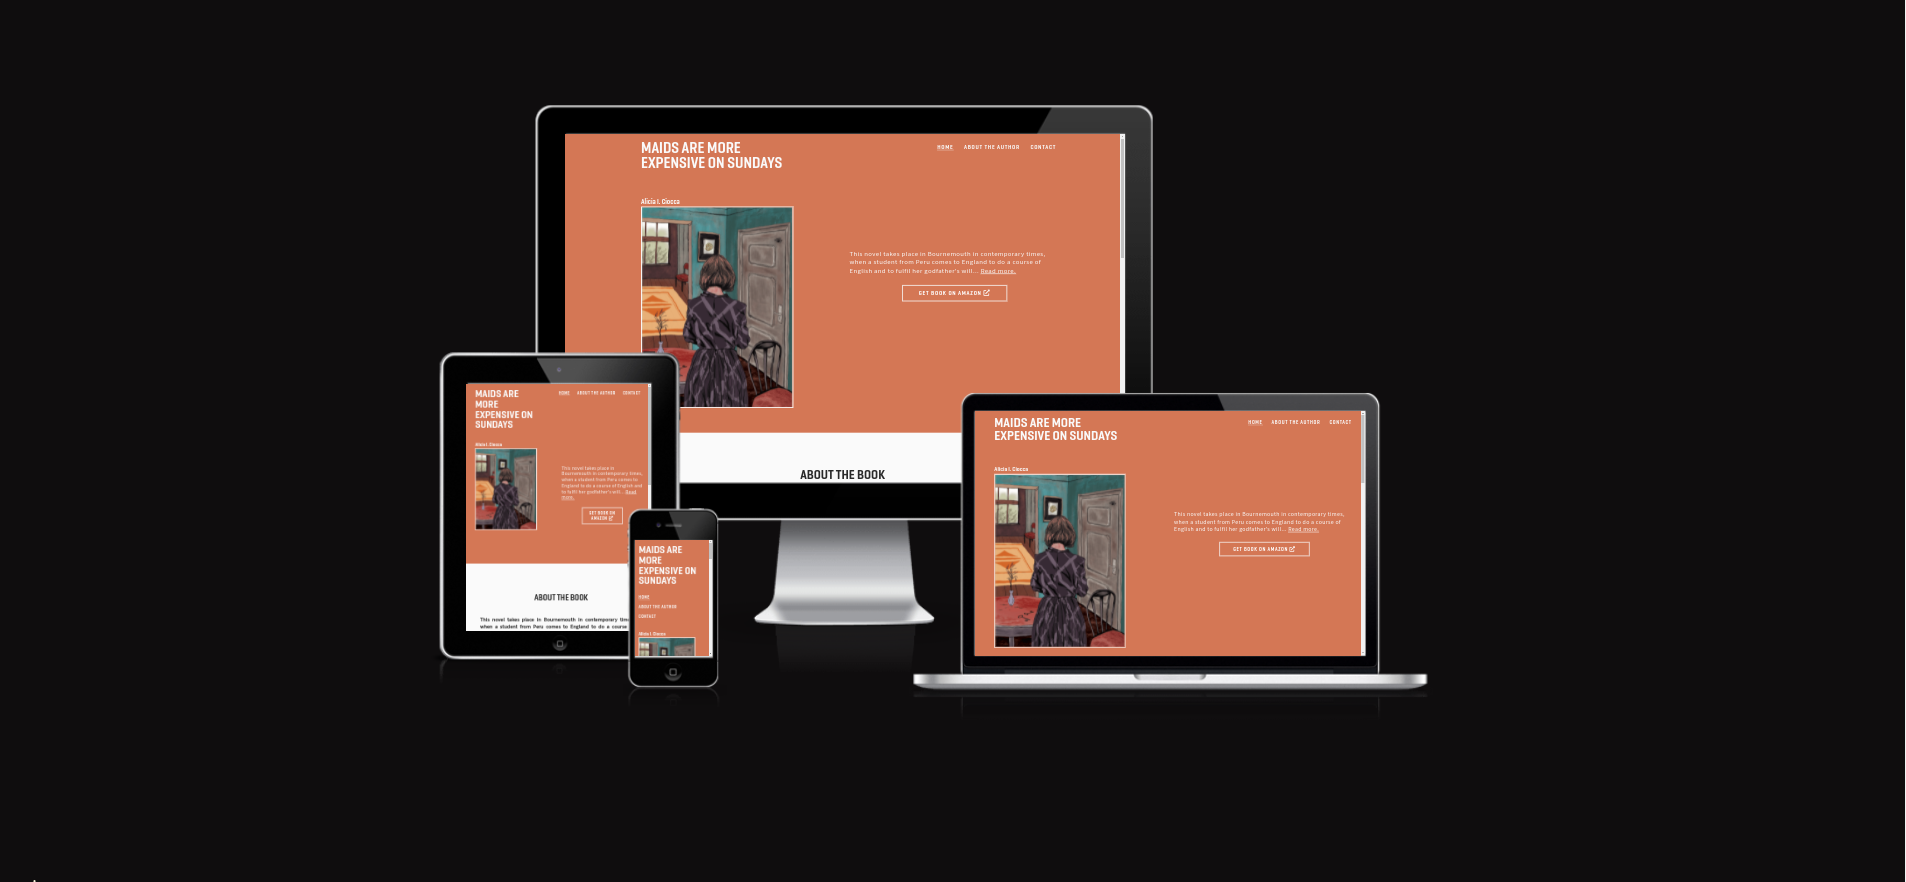 MAIDS ARE MORE
EXPENSIVE ON SUNDAYS
HOME ABOUT THE AUTHOR CONTACT
Alicia I. Ciocca
This novel takes place in Bournemouth in contemporary times,
when a student from Peru comes to England to do a course of
English and to fulfil her godfather's will... Read more.
GET BOOK ON AMAZON
ABOUT THE BOOK
MAIDS ARE
MORE
EXPENSIVE ON
SUNDAYS
HOME ABOUT THE AUTHOR CONTACT
Alicia I. Ciocca
This novel takes place in
Bournemouth in contemporary times,
when a student from Peru comes to
England to do a course of English and
to fulfil her godfather's will... Read
more.
GET BOOK ON
AMAZON
ABOUT THE BOOK
This novel takes place in Bournemouth in contemporary
when a student from Peru comes to England to do a course
MAIDS ARE
MORE
EXPENSIVE ON
SUNDAYS
HOME
ABOUT THE AUTHOR
CONTACT
Alicia I. Ciocca
MAIDS ARE MORE
EXPENSIVE ON SUNDAYS
HOME ABOUT THE AUTHOR CONTACT
Alicia I. Ciocca
This novel takes place in Bournemouth in contemporary times,
when a student from Peru comes to England to do a course of
English and to fulfil her godfather's will... Read more.
GET BOOK ON AMAZON